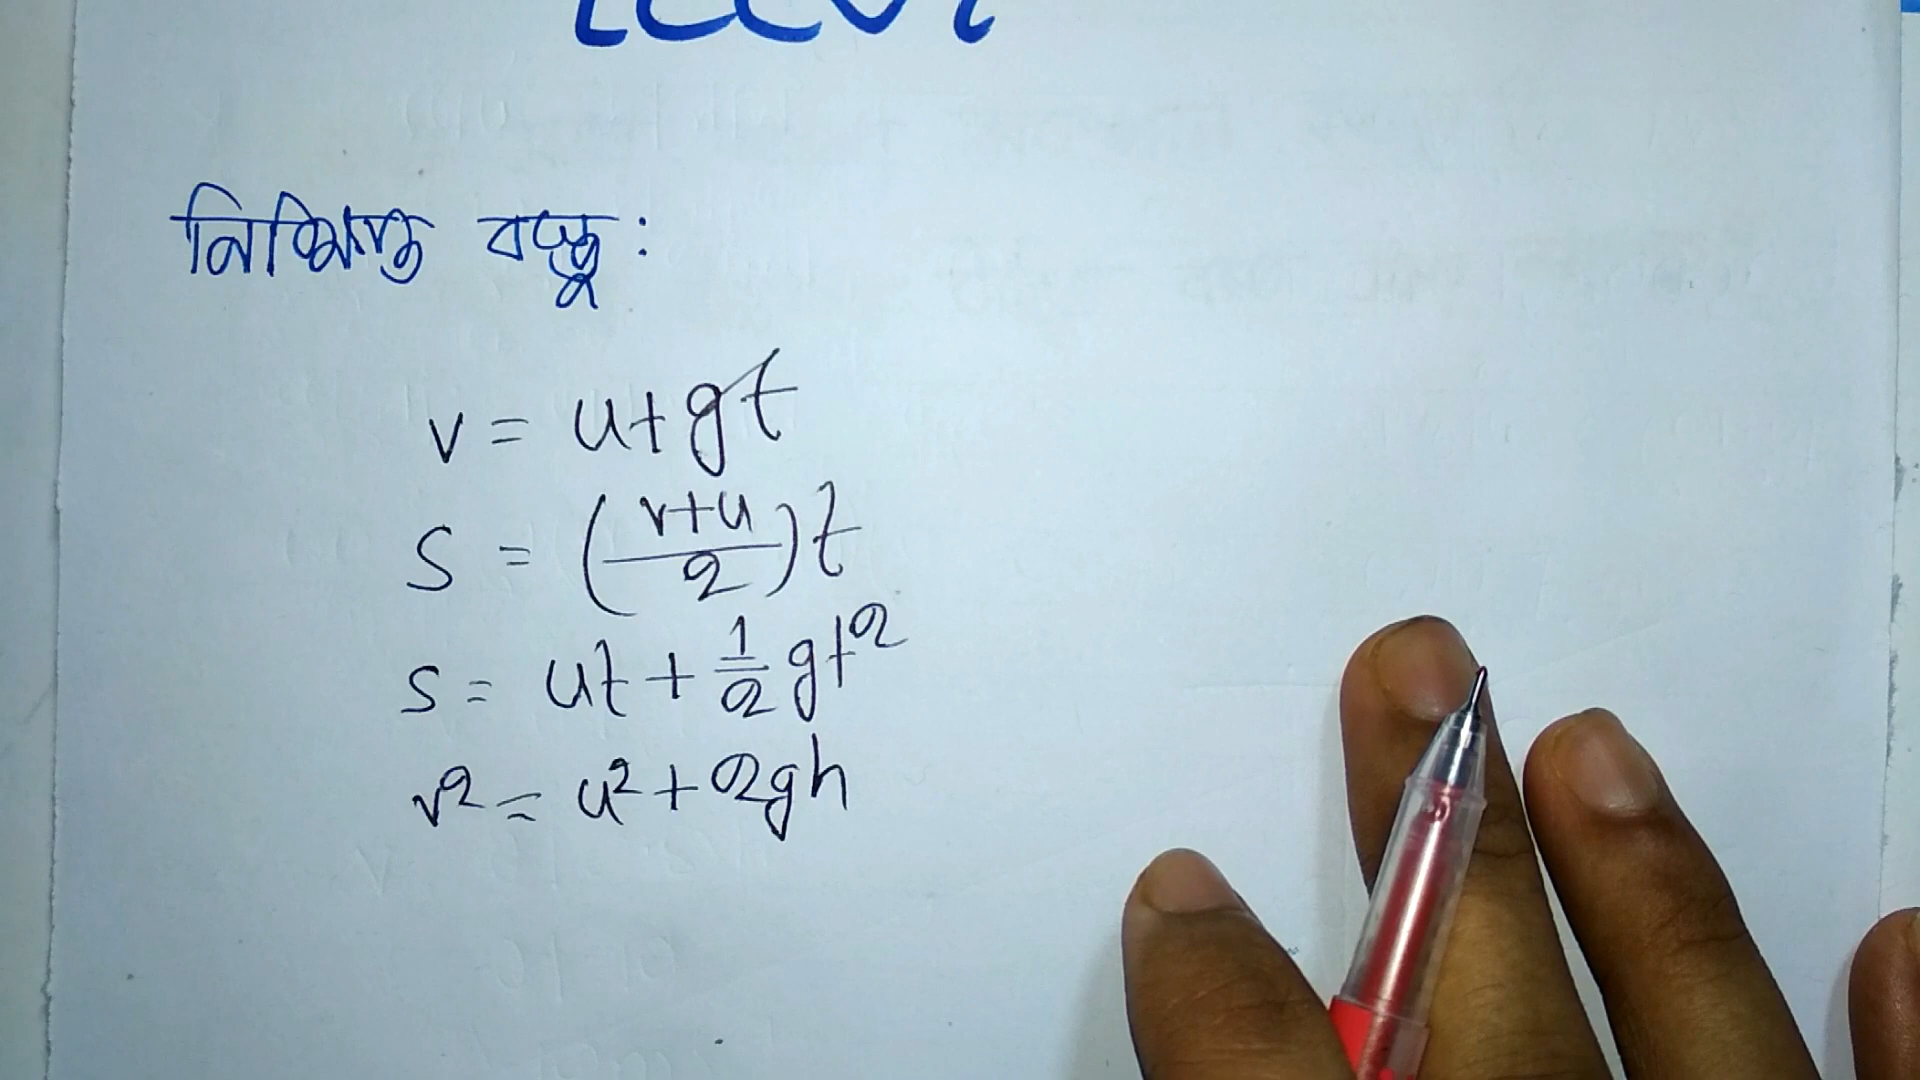 নিক্ষিপ্ত বস্তু:
v = u+gt
S = (v+u/2)t
S = ut + 1/2 gt²
v² = u² + 2gh